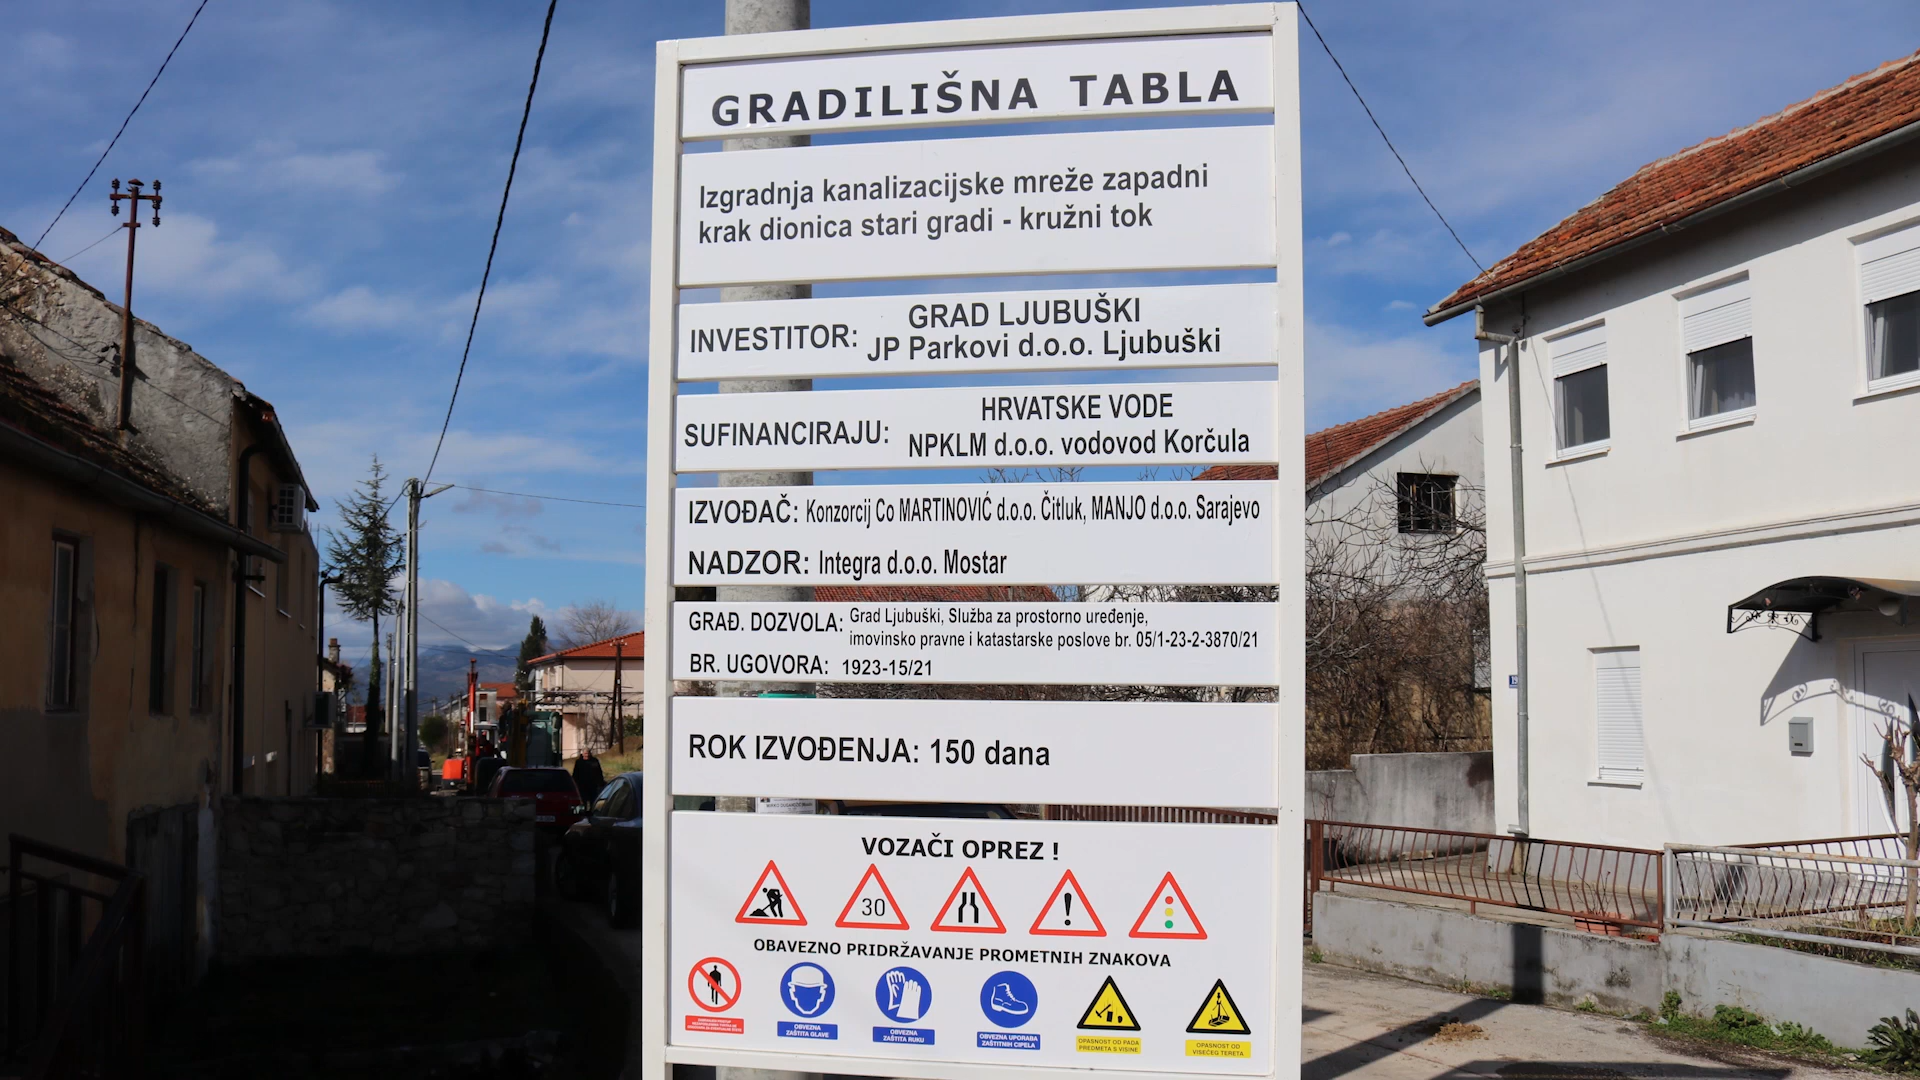 GRADILIŠNA TABLA
Izgradnja kanalizacijske mreže zapadni
krak dionica stari gradi - kružni tok
INVESTITOR: GRAD LJUBUŠKI
JP Parkovi d.o.o. Ljubuški
SUFINANCIRAJU: HRVATSKE VODE
NPKLM d.o.o. vodovod Korčula
IZVOĐAČ: Konzorcij Co MARTINOVIĆ d.o.o. Čitluk, MANJO d.o.o. Sarajevo
NADZOR: Integra d.o.o. Mostar
GRAĐ. DOZVOLA: Grad Ljubuški, Služba za prostorno uređenje,
imovinsko pravne i katastarske poslove br. 05/1-23-2-3870/21
BR. UGOVORA: 1923-15/21
ROK IZVOĐENJA: 150 dana
VOZAČI OPREZ !
30
OBAVEZNO PRIDRŽAVANJE PROMETNIH ZNAKOVA
OBVEZNA
ZAŠTITA GLAVE
OBVEZNA
ZAŠTITA RUKU
OBVEZNA UPORABA
ZAŠTITNIH CIPELA
OPASNOST OD PADA
PREDMETA S VISINE
OPASNOST OD
VISEĆEG TERETA